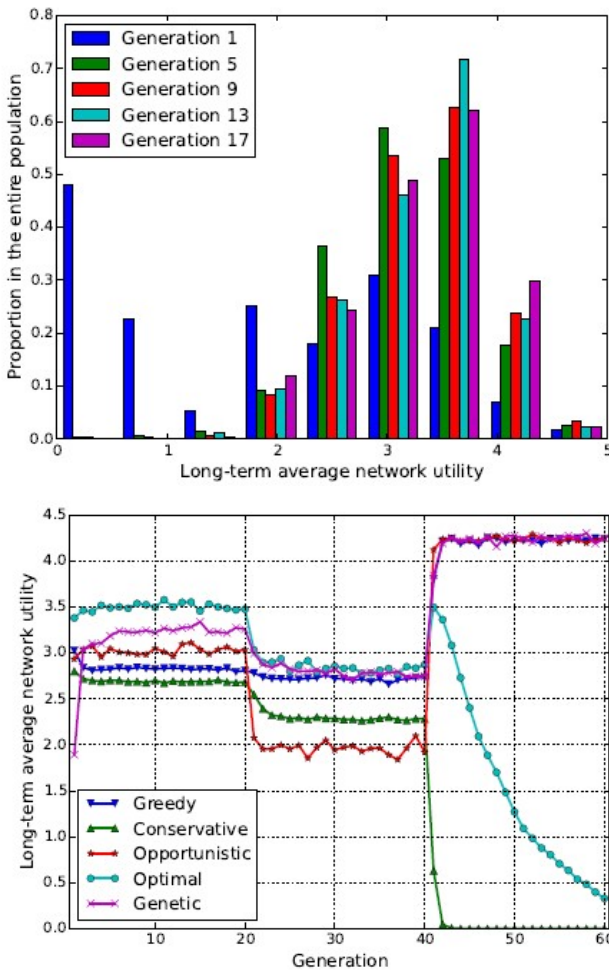 0.8
0.7
0.6
0.5
0.4
0.3
0.2
0.1
0.0
Proportion in the entire population
Generation 1
Generation 5
Generation 9
Generation 13
Generation 17
0 1 2 3 4 5
Long-term average network utility
4.5
4.0
3.5
3.0
2.5
2.0
1.5
1.0
0.5
0.0
Long-term average network utility
Greedy
Conservative
Opportunistic
Optimal
Genetic
10 20 30 40 50 60
Generation